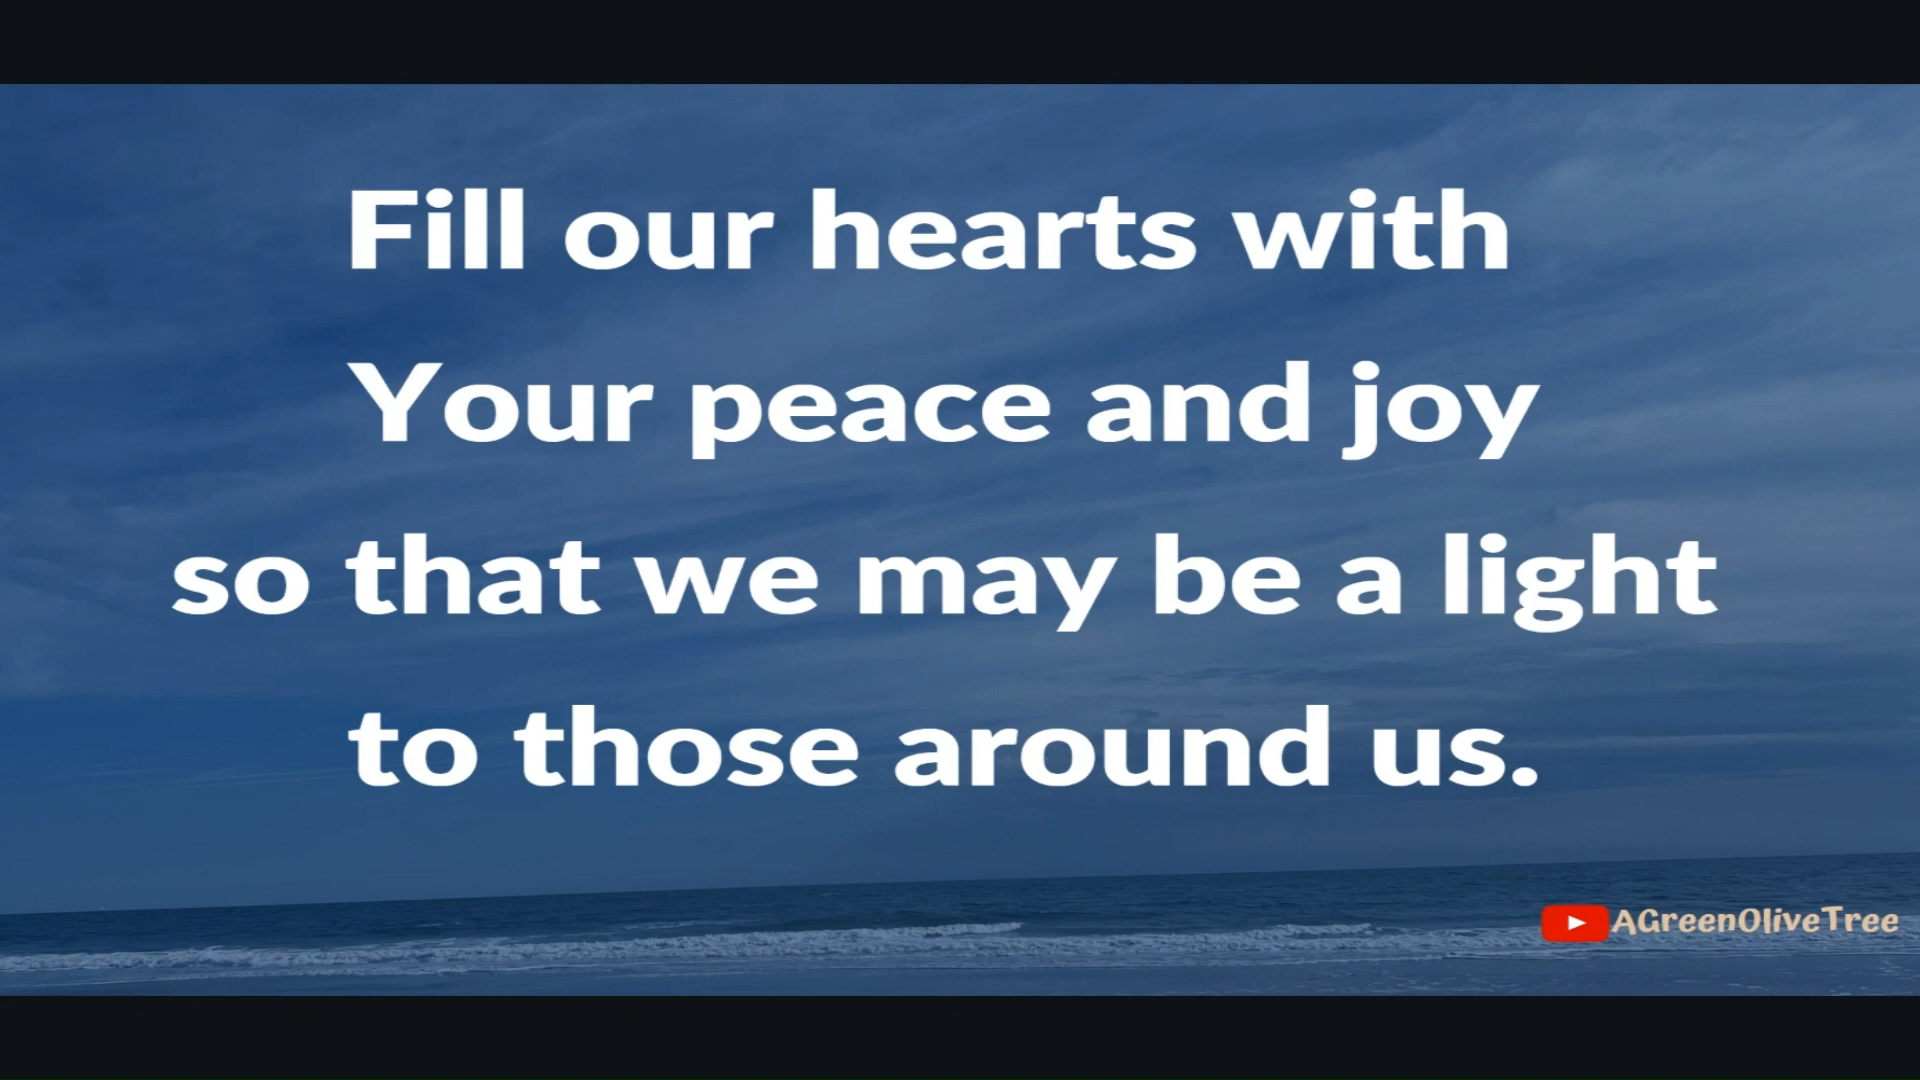 Fill our hearts with
Your peace and joy
so that we may be a light
to those around us.
AGreenOliveTree